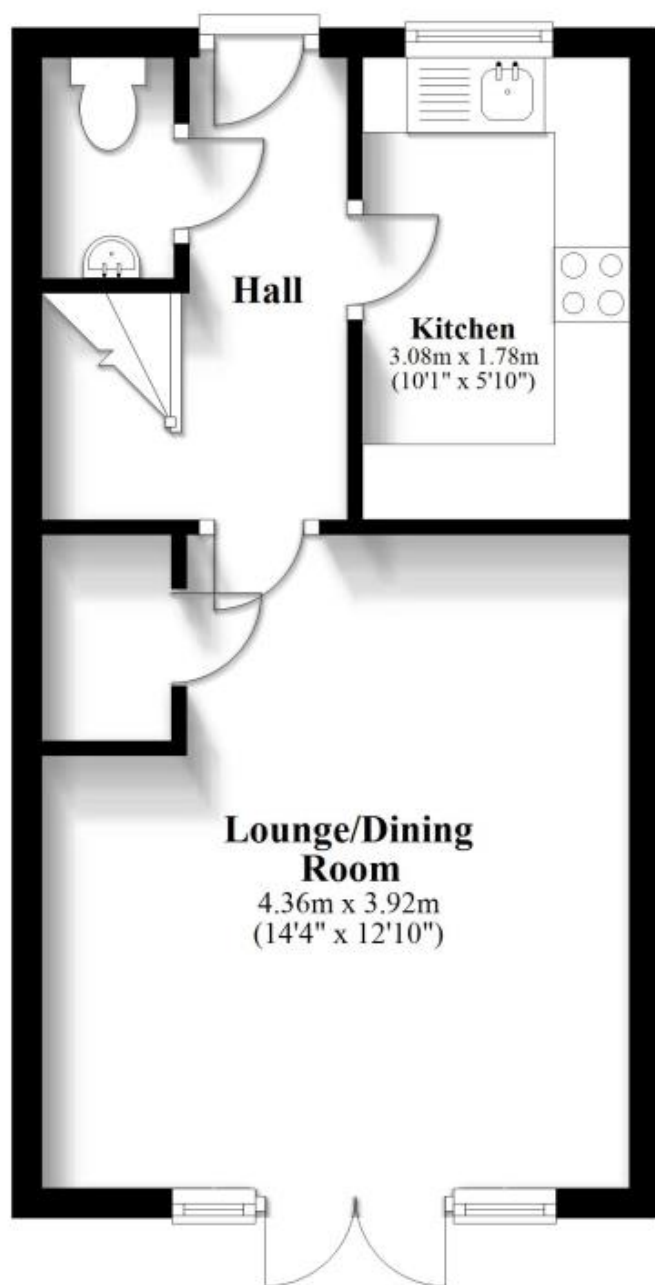 Hall
Kitchen
3.08m x 1.78m
(10'1" x 5'10")
Lounge/Dining
Room
4.36m x 3.92m
(14'4" x 12'10")